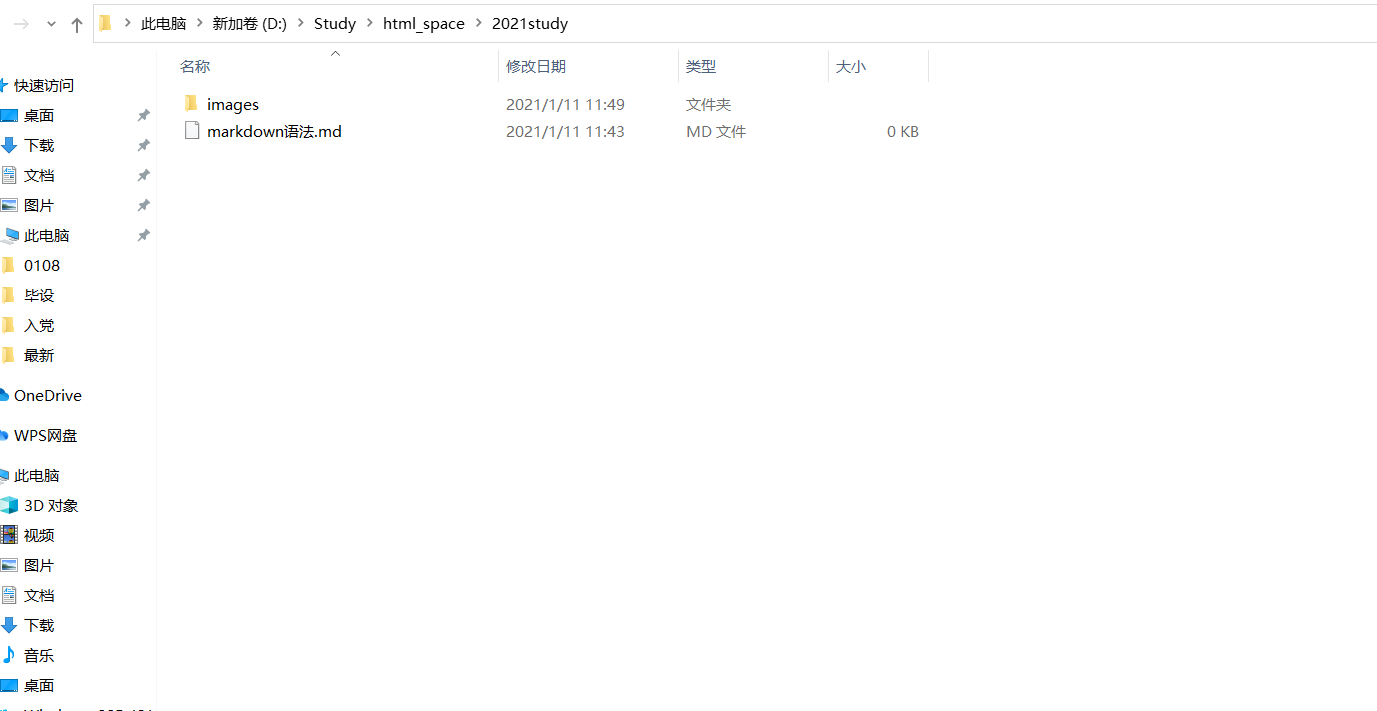 此电脑 新加卷 (D:) Study html_space 2021study
名称 修改日期 类型 大小
images 2021/1/11 11:49 文件夹
markdown语法.md 2021/1/11 11:43 MD 文件 0 KB
快速访问
桌面
下载
文档
图片
此电脑
0108
毕设
入党
最新
OneDrive
WPS网盘
此电脑
3D 对象
视频
图片
文档
下载
音乐
桌面